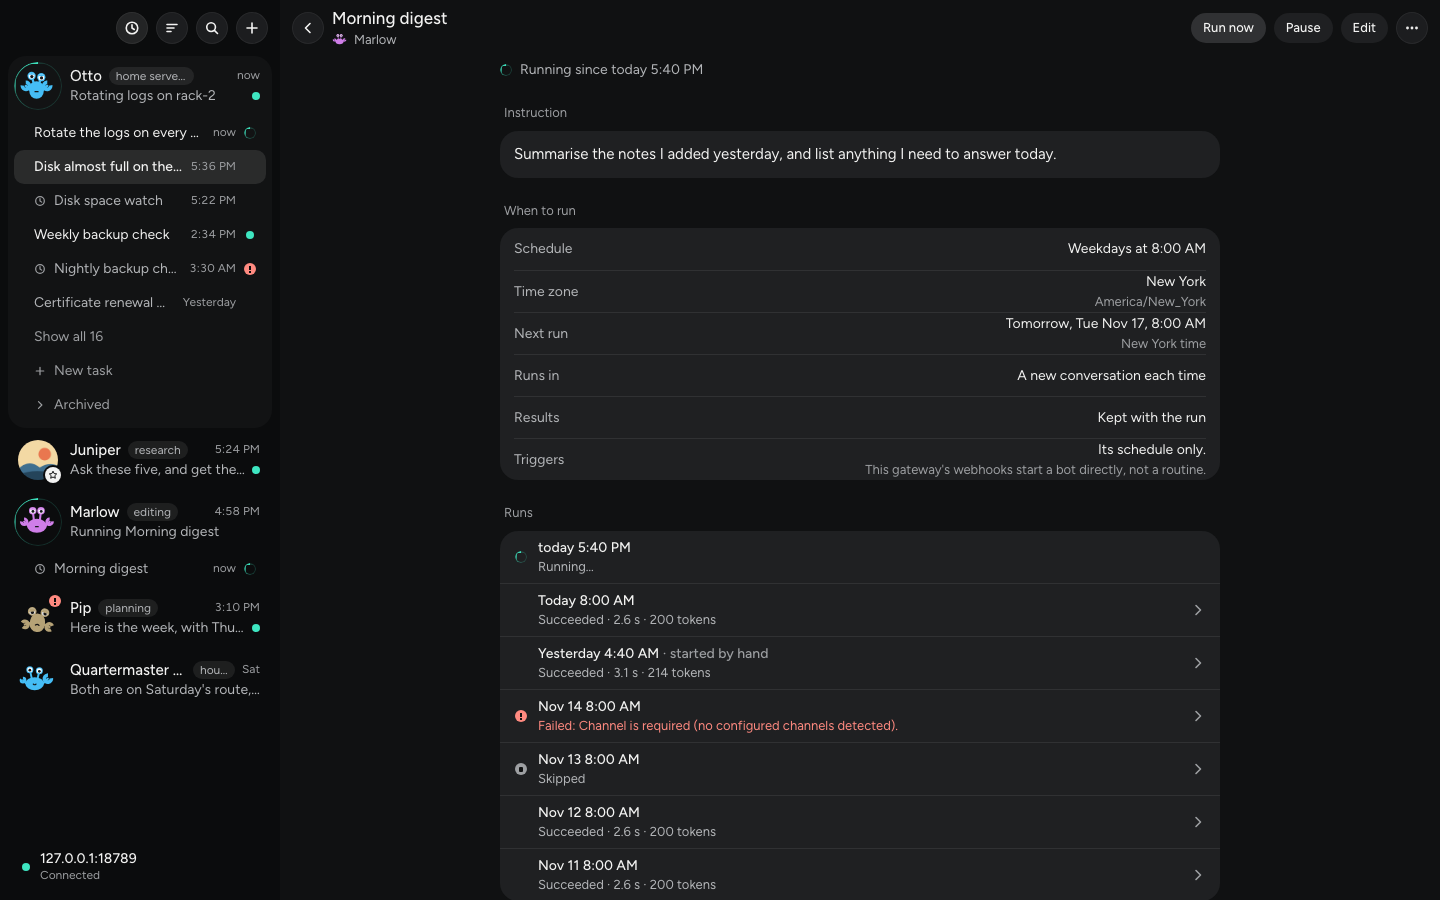 Otto home serve... now
Rotating logs on rack-2
Rotate the logs on every ... now
Disk almost full on the... 5:36 PM
Disk space watch 5:22 PM
Weekly backup check 2:34 PM
Nightly backup ch... 3:30 AM
Certificate renewal ... Yesterday
Show all 16
New task
Archived
Juniper research 5:24 PM
Ask these five, and get the...
Marlow editing 4:58 PM
Running Morning digest
Morning digest now
Pip planning 3:10 PM
Here is the week, with Thu...
Quartermaster ... hou... Sat
Both are on Saturday's route,...
127.0.0.1:18789
Connected
Morning digest
Marlow
Run now Pause Edit
Running since today 5:40 PM
Instruction
Summarise the notes I added yesterday, and list anything I need to answer today.
When to run
Schedule Weekdays at 8:00 AM
Time zone New York
America/New_York
Next run Tomorrow, Tue Nov 17, 8:00 AM
New York time
Runs in A new conversation each time
Results Kept with the run
Triggers Its schedule only.
This gateway's webhooks start a bot directly, not a routine.
Runs
today 5:40 PM
Running...
Today 8:00 AM
Succeeded · 2.6 s · 200 tokens
Yesterday 4:40 AM · started by hand
Succeeded · 3.1 s · 214 tokens
Nov 14 8:00 AM
Failed: Channel is required (no configured channels detected).
Nov 13 8:00 AM
Skipped
Nov 12 8:00 AM
Succeeded · 2.6 s · 200 tokens
Nov 11 8:00 AM
Succeeded · 2.6 s · 200 tokens